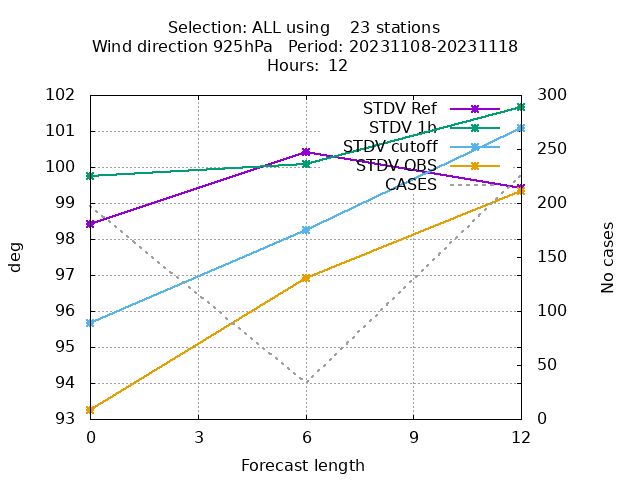 Selection: ALL using    23 stations
Wind direction 925hPa   Period: 20231108-20231118
Hours:  12
102
101
100
99
98
97
96
95
94
93
300
250
200
150
100
50
0
STDV Ref
STDV 1h
STDV cutoff
STDV OBS
CASES
deg
No cases
0
3
6
9
12
Forecast length